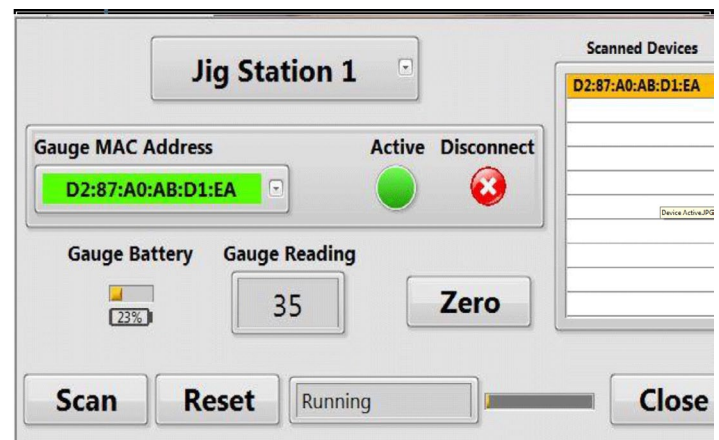 Jig Station 1
Scanned Devices
D2:87:A0:AB:D1:EA
Gauge MAC Address
Active
Disconnect
D2:87:A0:AB:D1:EA
Device Active.JPG
Gauge Battery
Gauge Reading
23%
35
Zero
Scan
Reset
Running
Close